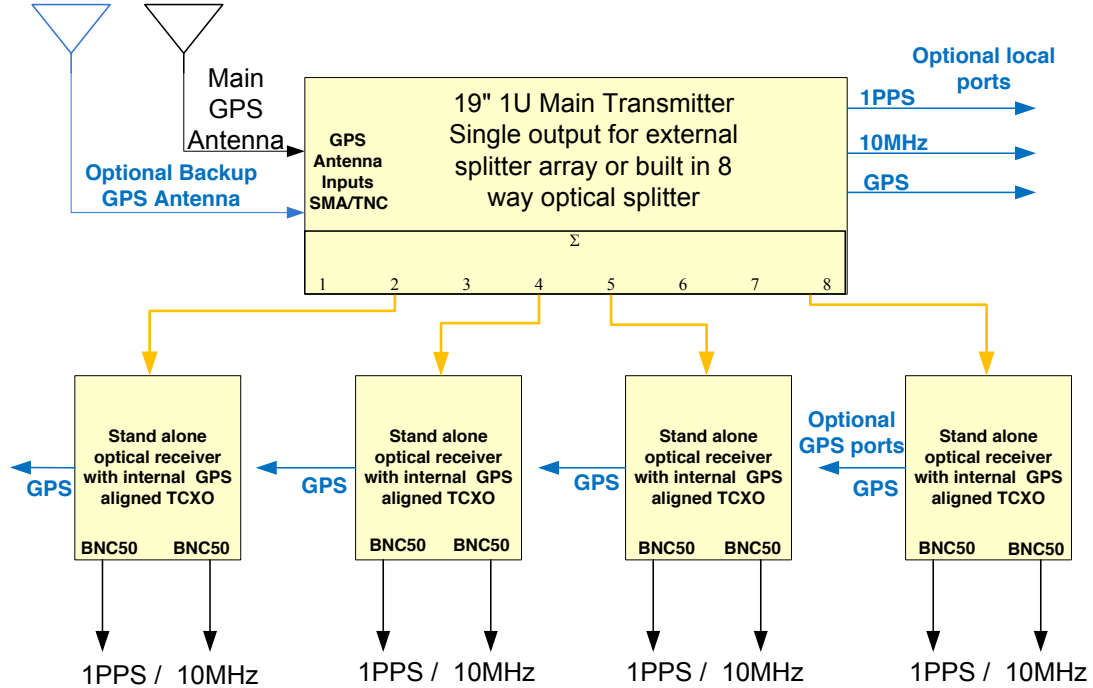 Main
GPS
Antenna
Optional Backup
GPS Antenna
GPS
Antenna
Inputs
SMA/TNC
19" 1U Main Transmitter
Single output for external
splitter array or built in 8
way optical splitter
Optional local
ports
1PPS
10MHz
GPS
Σ
1 2 3 4 5 6 7 8
Stand alone
optical receiver
with internal GPS
aligned TCXO
BNC50 BNC50
GPS
1PPS / 10MHz
Stand alone
optical receiver
with internal GPS
aligned TCXO
BNC50 BNC50
GPS
1PPS / 10MHz
Stand alone
optical receiver
with internal GPS
aligned TCXO
BNC50 BNC50
GPS
1PPS / 10MHz
Optional
GPS ports
GPS
Stand alone
optical receiver
with internal GPS
aligned TCXO
BNC50 BNC50
1PPS / 10MHz